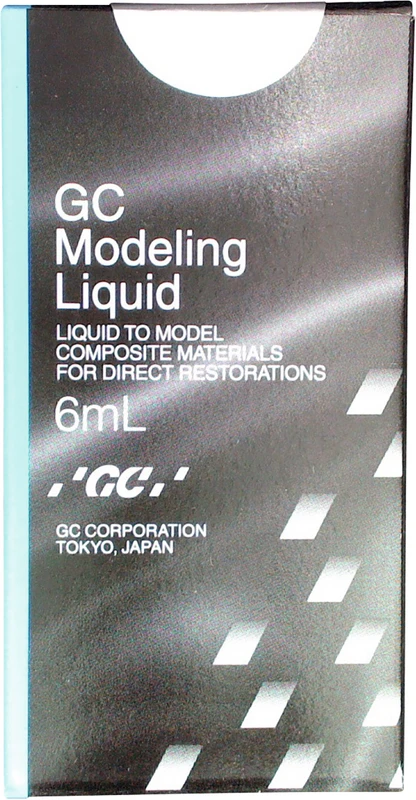 GC
Modeling
Liquid
LIQUID TO MODEL
COMPOSITE MATERIALS
FOR DIRECT RESTORATIONS
6mL
GC
GC CORPORATION
TOKYO, JAPAN